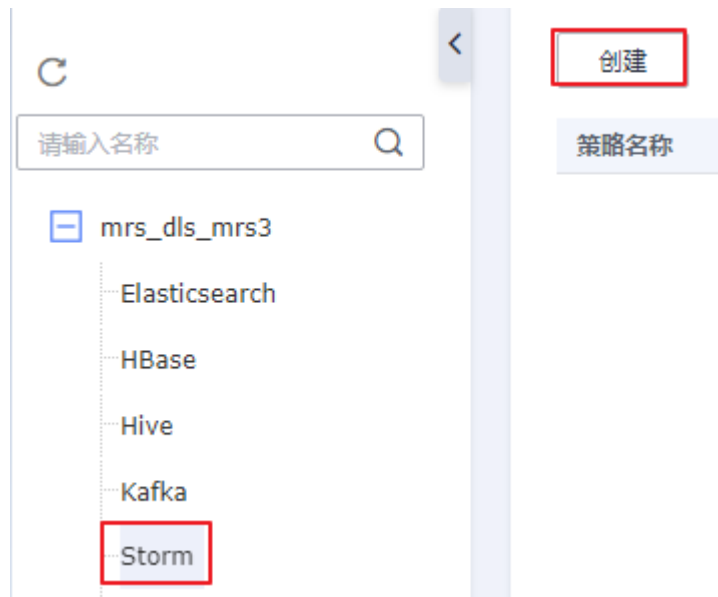 创建
请输入名称
策略名称
mrs_dls_mrs3
Elasticsearch
HBase
Hive
Kafka
Storm